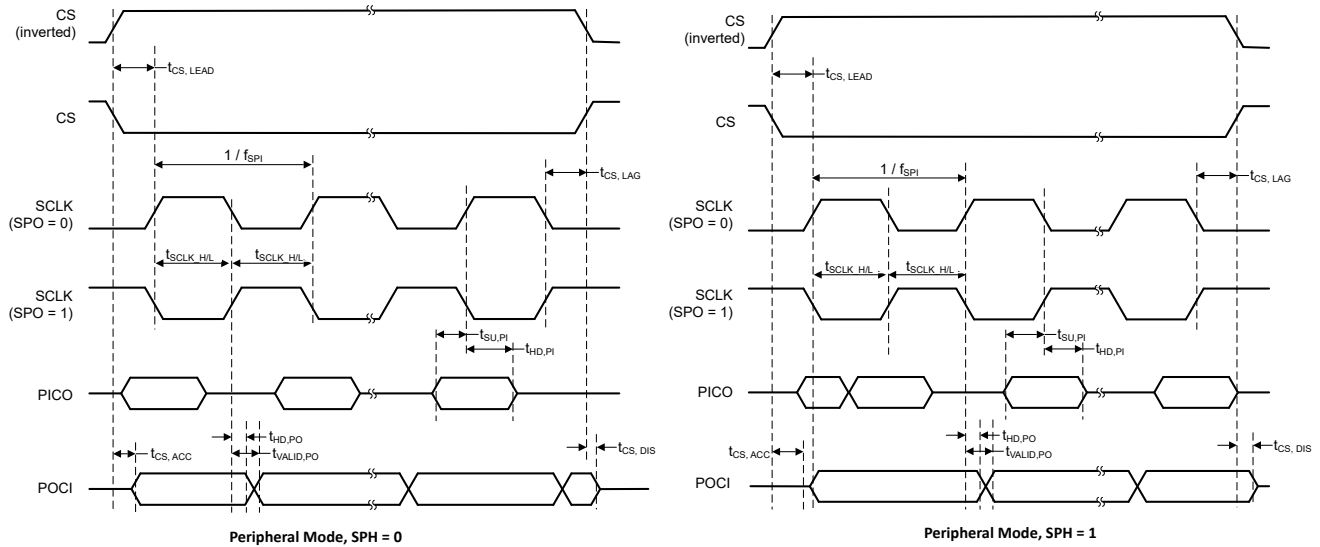 CS
(inverted)
tCS, LEAD
CS
1 / fSPI
tCS, LAG
SCLK
(SPO = 0)
tSCLK_H/L
tSCLK_H/L
SCLK
(SPO = 1)
tSU,PI
tHD,PI
PICO
tHD,PO
tCS, ACC
tVALID,PO
tCS, DIS
POCI
Peripheral Mode, SPH = 0
CS
(inverted)
tCS, LEAD
CS
1 / fSPI
tCS, LAG
SCLK
(SPO = 0)
tSCLK_H/L
tSCLK_H/L
SCLK
(SPO = 1)
tSU,PI
tHD,PI
PICO
tHD,PO
tCS, ACC
tVALID,PO
tCS, DIS
POCI
Peripheral Mode, SPH = 1